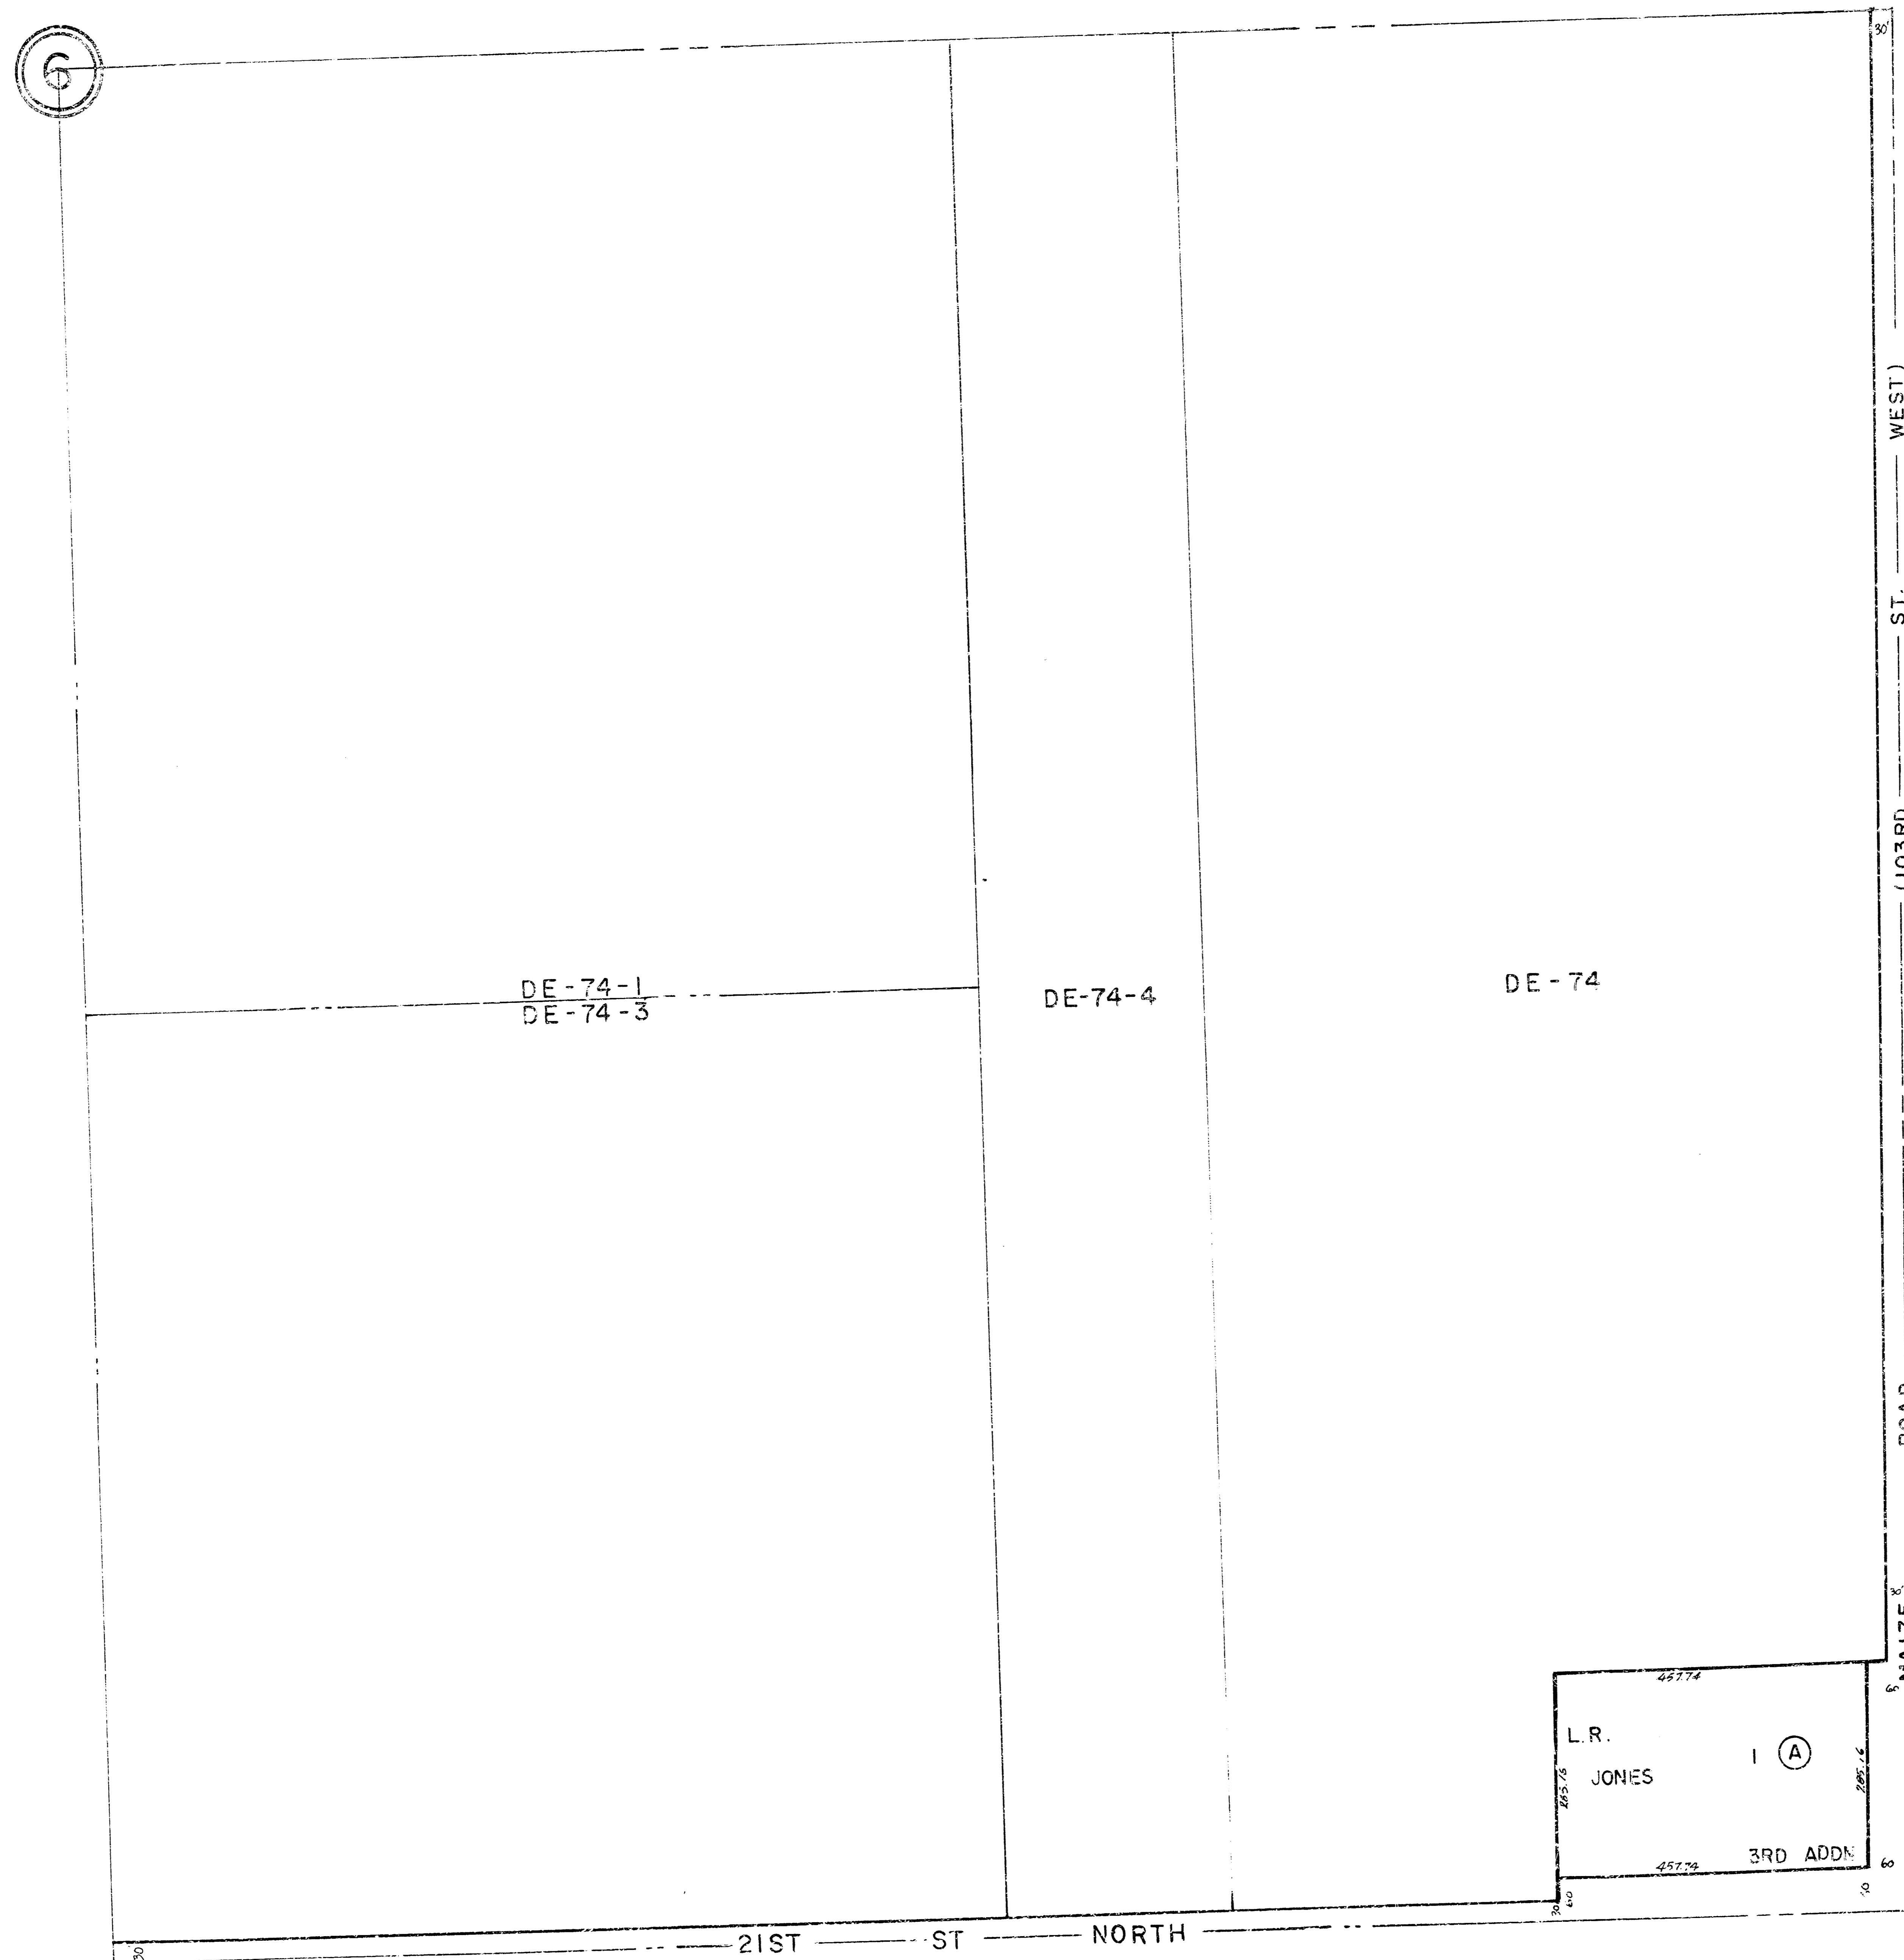 6
30'
MAIZE ROAD (103RD ST. WEST)
DE-74-1
DE-74-3
DE-74-4
DE-74
30
60
457.74
L.R.
JONES
1 A
285.16
457.74
3RD ADDN
60
30
60
30
21ST ST NORTH